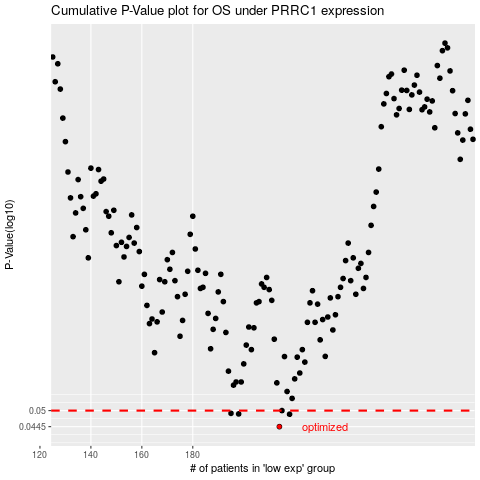 Cumulative P-Value plot for OS under PRRC1 expression
P-Value(log10)
0.05
0.0445
optimized
120
140
160
180
# of patients in 'low exp' group